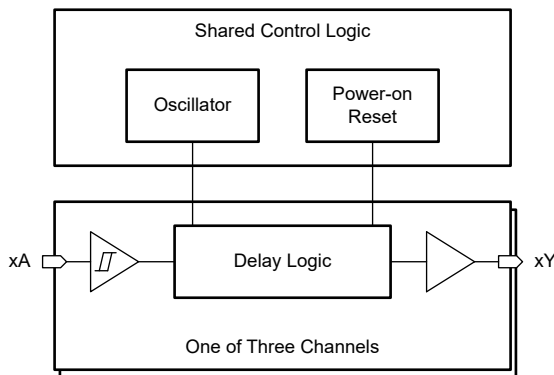 Shared Control Logic
Oscillator
Power-on
Reset
xA
Delay Logic
xY
One of Three Channels